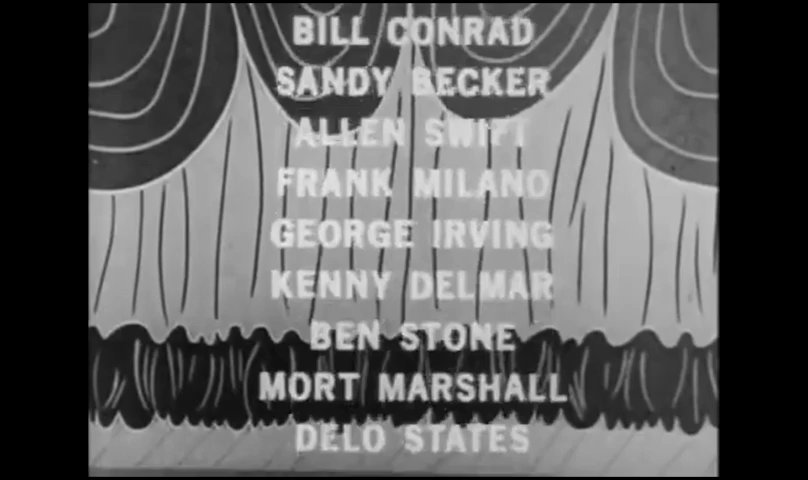 BILL CONRAD
SANDY BECKER
ALLEN SWIFT
FRANK MILANO
GEORGE IRVING
KENNY DELMAR
BEN STONE
MORT MARSHALL
DELO STATES